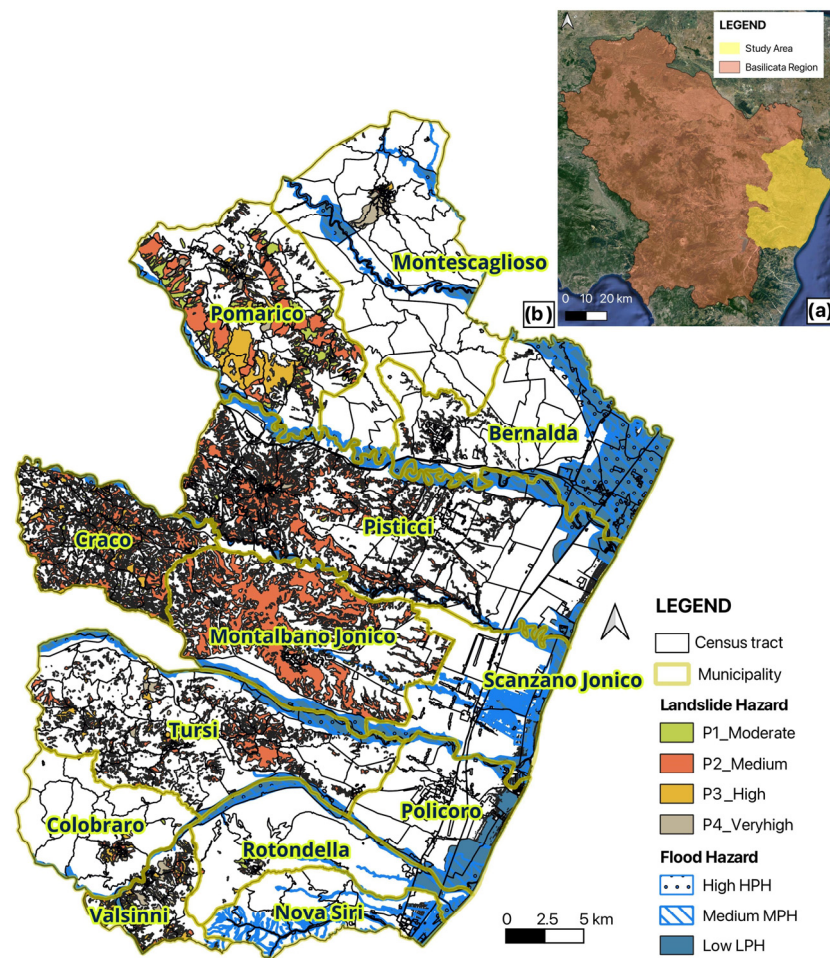 LEGEND
Study Area
Basilicata Region
0 10 20 km
(a)
(b)
Montescaglioso
Pomarico
Bernalda
Pisticci
Craco
Montalbano Jonico
Scanzano Jonico
Tursi
Policoro
Colobraro
Rotondella
Valsinni
Nova Siri
0 2.5 5 km
LEGEND
Census tract
Municipality
Landslide Hazard
P1_Moderate
P2_Medium
P3_High
P4_Veryhigh
Flood Hazard
High HPH
Medium MPH
Low LPH